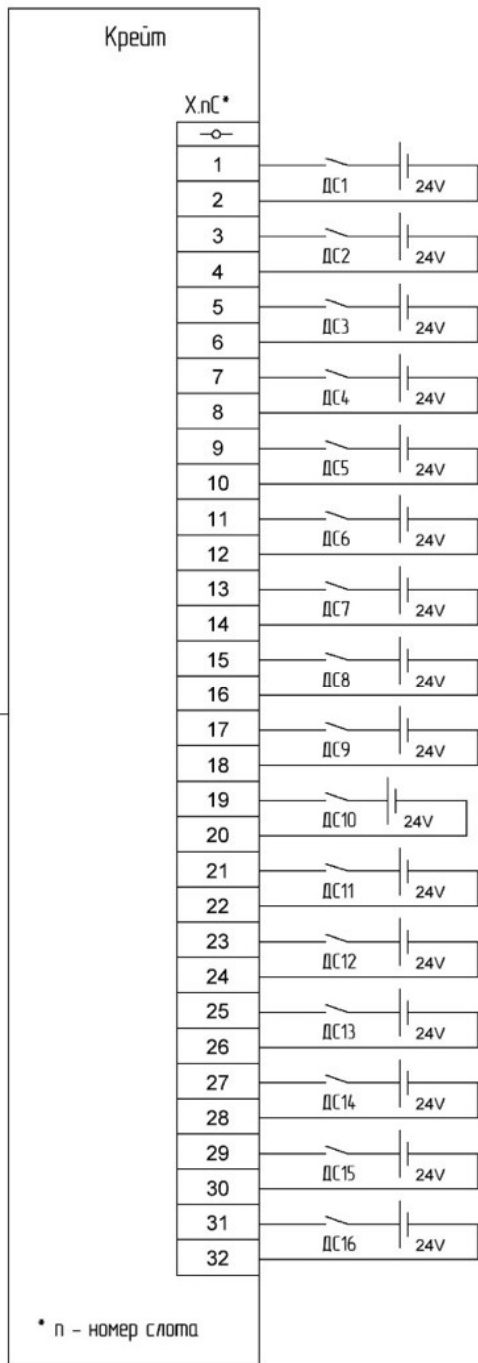 Крейт
X.nC*
1
ДС1 24V
2
3
ДС2 24V
4
5
ДС3 24V
6
7
ДС4 24V
8
9
ДС5 24V
10
11
ДС6 24V
12
13
ДС7 24V
14
15
ДС8 24V
16
17
ДС9 24V
18
19
ДС10 24V
20
21
ДС11 24V
22
23
ДС12 24V
24
25
ДС13 24V
26
27
ДС14 24V
28
29
ДС15 24V
30
31
ДС16 24V
32
* n - номер слота